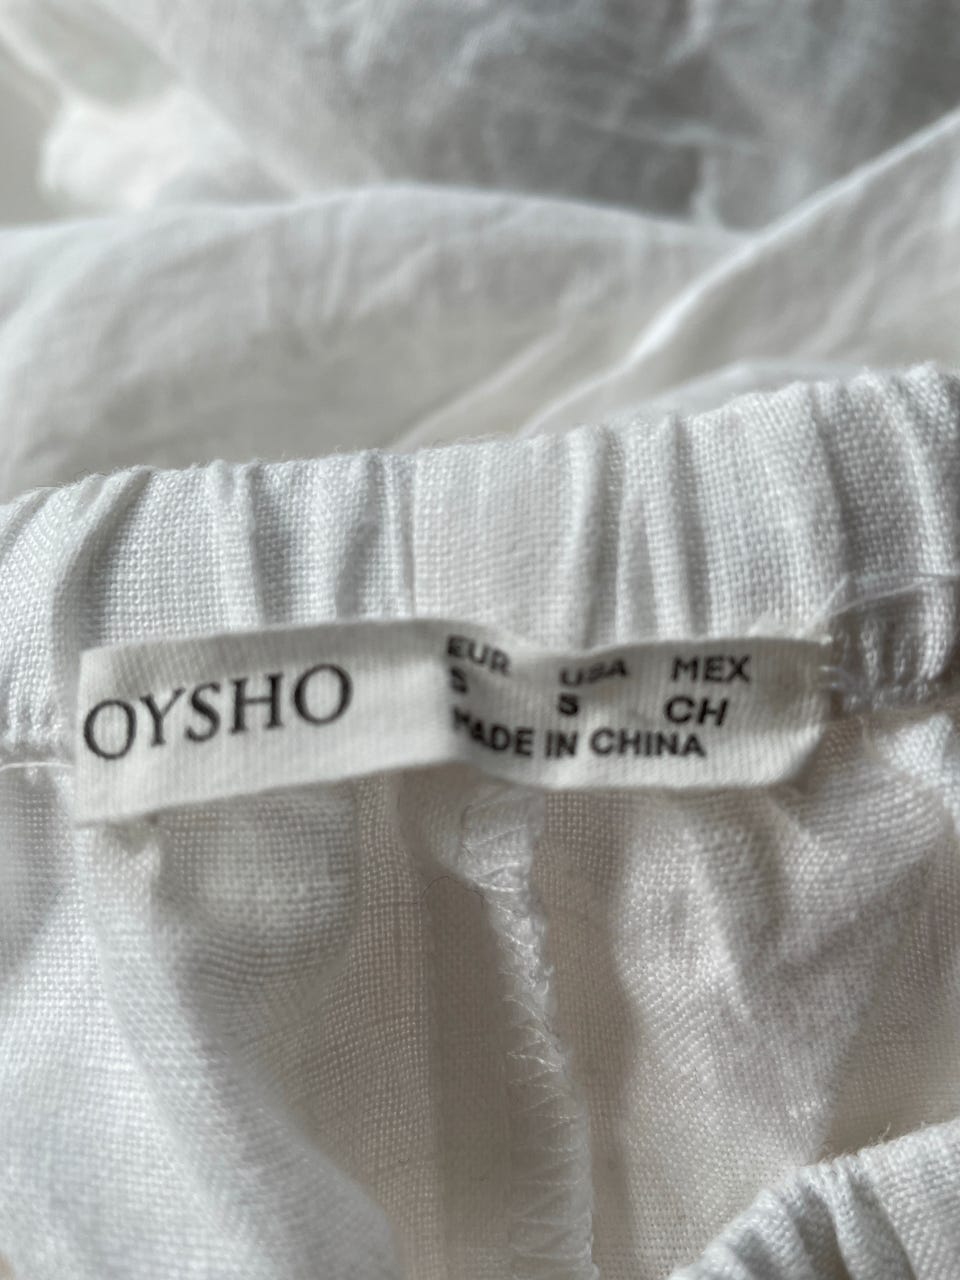 OYSHO
EUR USA MEX
S S CH
MADE IN CHINA